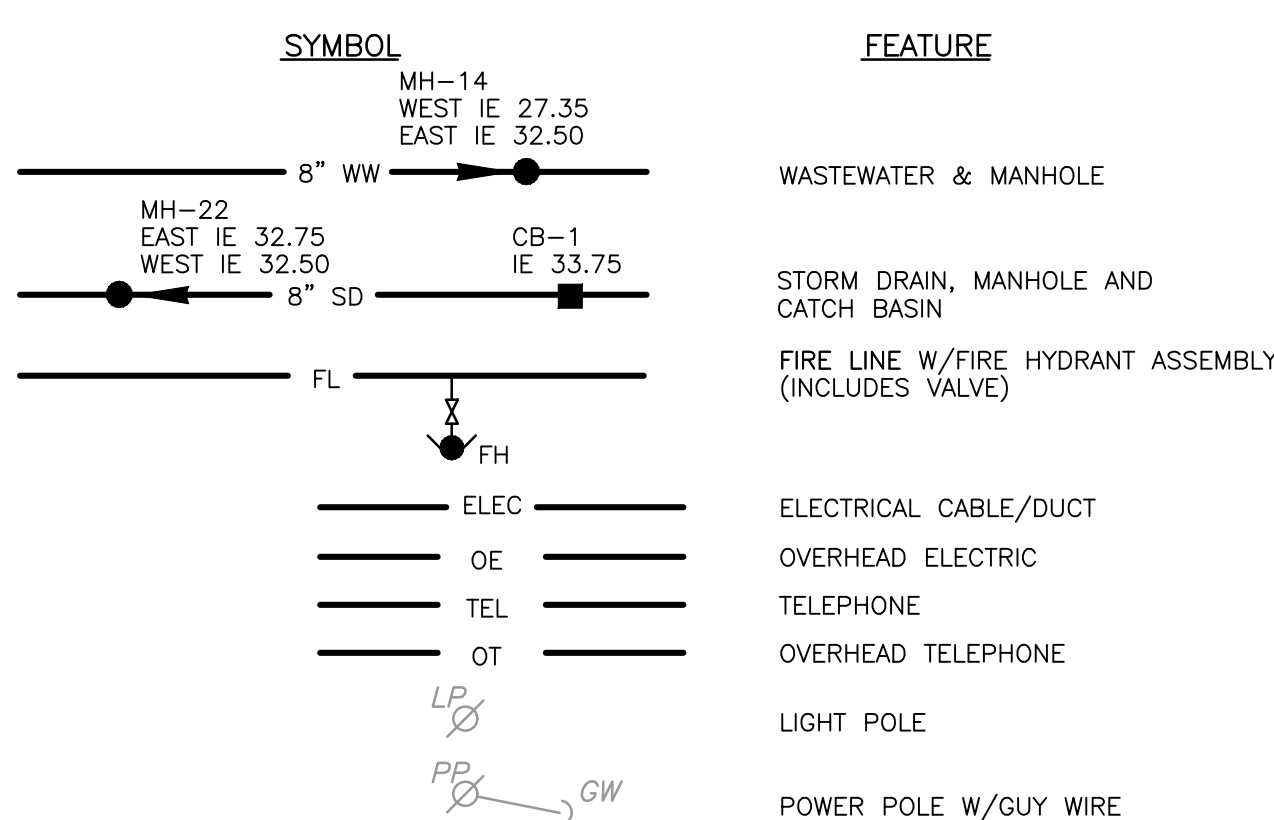 SYMBOL
FEATURE
MH-14
WEST IE 27.35
EAST IE 32.50
8" WW
WASTEWATER & MANHOLE
MH-22
EAST IE 32.75
WEST IE 32.50
CB-1
IE 33.75
8" SD
STORM DRAIN, MANHOLE AND
CATCH BASIN
FL
FIRE LINE W/FIRE HYDRANT ASSEMBLY
(INCLUDES VALVE)
FH
ELEC
ELECTRICAL CABLE/DUCT
OE
OVERHEAD ELECTRIC
TEL
TELEPHONE
OT
OVERHEAD TELEPHONE
LP
LIGHT POLE
PP
GW
POWER POLE W/GUY WIRE